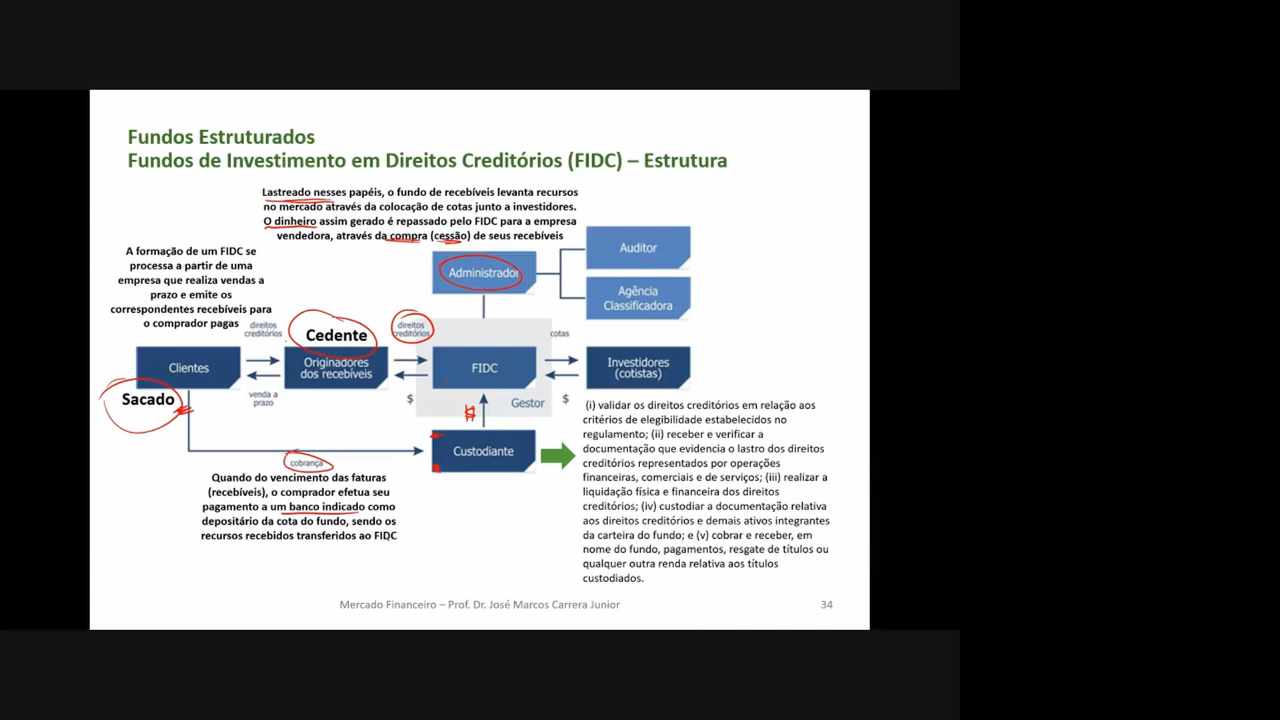 Fundos Estruturados
Fundos de Investimento em Direitos Creditórios (FIDC) – Estrutura
Lastreado nesses papéis, o fundo de recebíveis levanta recursos
no mercado através da colocação de cotas junto a investidores.
O dinheiro assim gerado é repassado pelo FIDC para a empresa
vendedora, através da compra (cessão) de seus recebíveis
A formação de um FIDC se
processa a partir de uma
empresa que realiza vendas a
prazo e emite os
correspondentes recebíveis para
o comprador pagas
Administrador
Auditor
Agência
Classificadora
direitos
creditórios
Cedente
direitos
creditórios
cotas
Clientes
Originadores
dos recebíveis
FIDC
Investidores
(cotistas)
Sacado
venda a
prazo
$
Gestor
$
$
Custodiante
cobrança
Quando do vencimento das faturas
(recebíveis), o comprador efetua seu
pagamento a um banco indicado como
depositário da cota do fundo, sendo os
recursos recebidos transferidos ao FIDC
(i) validar os direitos creditórios em relação aos
critérios de elegibilidade estabelecidos no
regulamento; (ii) receber e verificar a
documentação que evidencia o lastro dos direitos
creditórios representados por operações
financeiras, comerciais e de serviços; (iii) realizar a
liquidação física e financeira dos direitos
creditórios; (iv) custodiar a documentação relativa
aos direitos creditórios e demais ativos integrantes
da carteira do fundo; e (v) cobrar e receber, em
nome do fundo, pagamentos, resgate de títulos ou
qualquer outra renda relativa aos títulos
custodiados.
Mercado Financeiro – Prof. Dr. José Marcos Carrera Junior
34